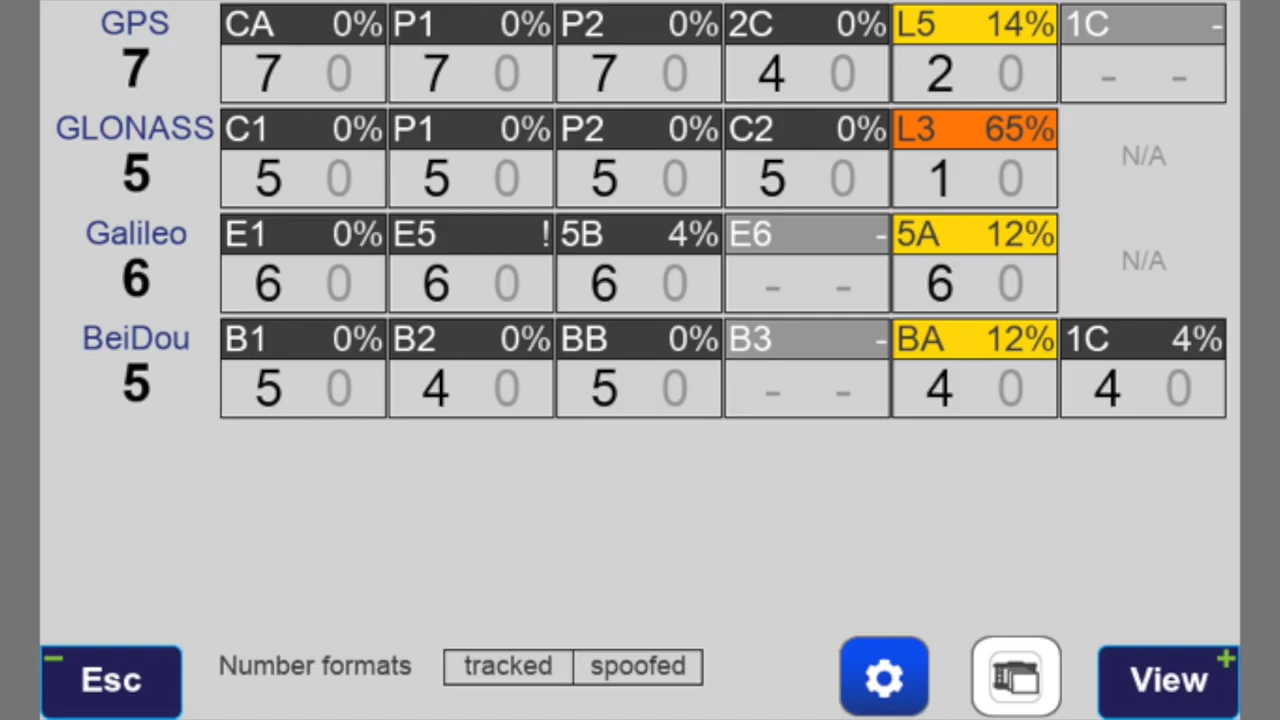 GPS CA 0% P1 0% P2 0% 2C 0% L5 14% 1C -
7 7 0 7 0 7 0 4 0 2 0 - -
GLONASS C1 0% P1 0% P2 0% C2 0% L3 65%
5 5 0 5 0 5 0 5 0 1 0 N/A
Galileo E1 0% E5 ! 5B 4% E6 - 5A 12%
6 6 0 6 0 6 0 - - 6 0 N/A
BeiDou B1 0% B2 0% BB 0% B3 - BA 12% 1C 4%
5 5 0 4 0 5 0 - - 4 0 4 0
Esc Number formats tracked spoofed View